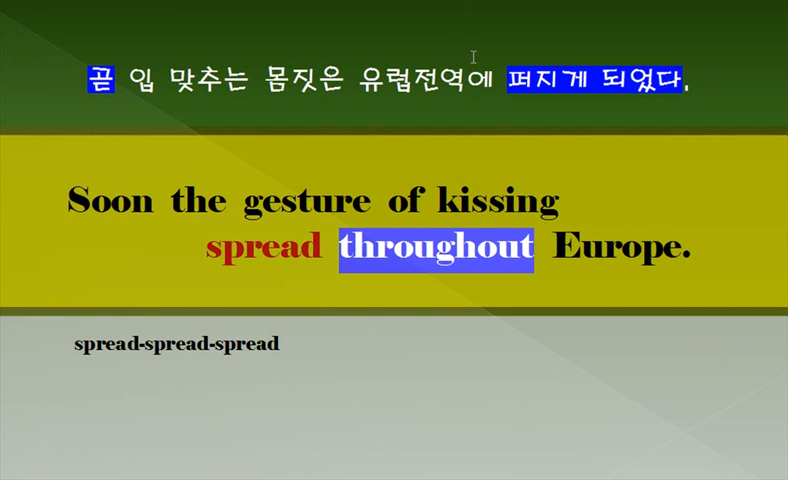 곧 입 맞추는 몸짓은 유럽전역에 퍼지게 되었다.
Soon the gesture of kissing
spread throughout Europe.
spread-spread-spread